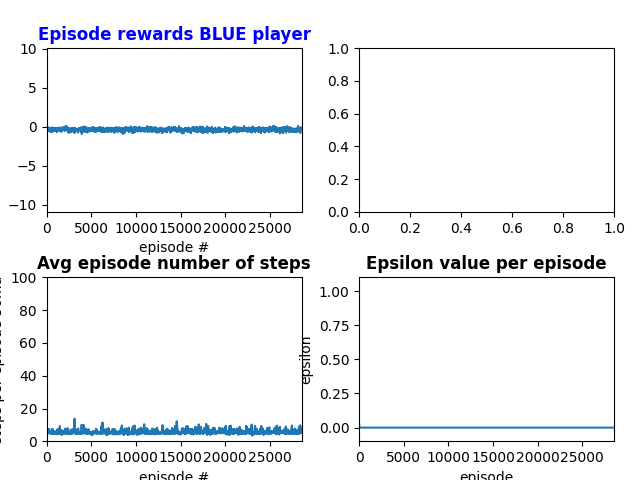 Episode rewards BLUE player
10
5
0
−5
−10
0 5000 10000 15000 20000 25000
episode #
1.0
0.8
0.6
0.4
0.2
0.0
0.0 0.2 0.4 0.6 0.8 1.0
Avg episode number of steps
100
80
60
40
20
0
0 5000 10000 15000 20000 25000
episode #
Epsilon value per episode
epsilon
1.00
0.75
0.50
0.25
0.00
0 5000 10000 15000 20000 25000
episode